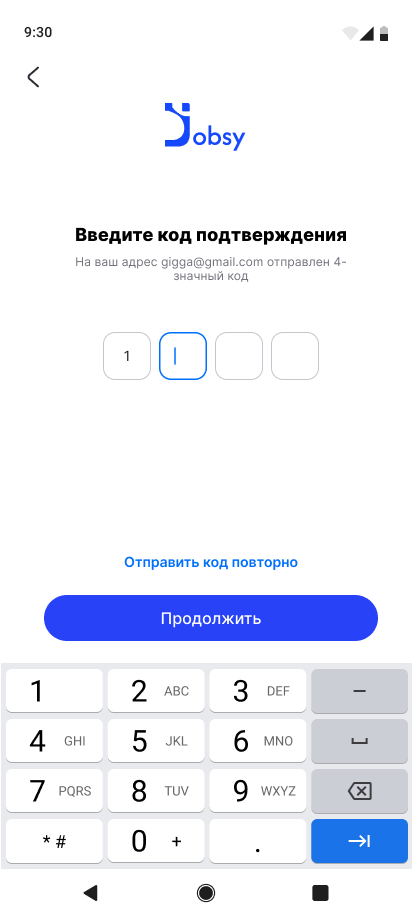 9:30
Jobsy
Введите код подтверждения
На ваш адрес gigga@gmail.com отправлен 4-
значный код
1
Отправить код повторно
Продолжить
1 2 ABC 3 DEF –
4 GHI 5 JKL 6 MNO
7 PQRS 8 TUV 9 WXYZ
* # 0 + .